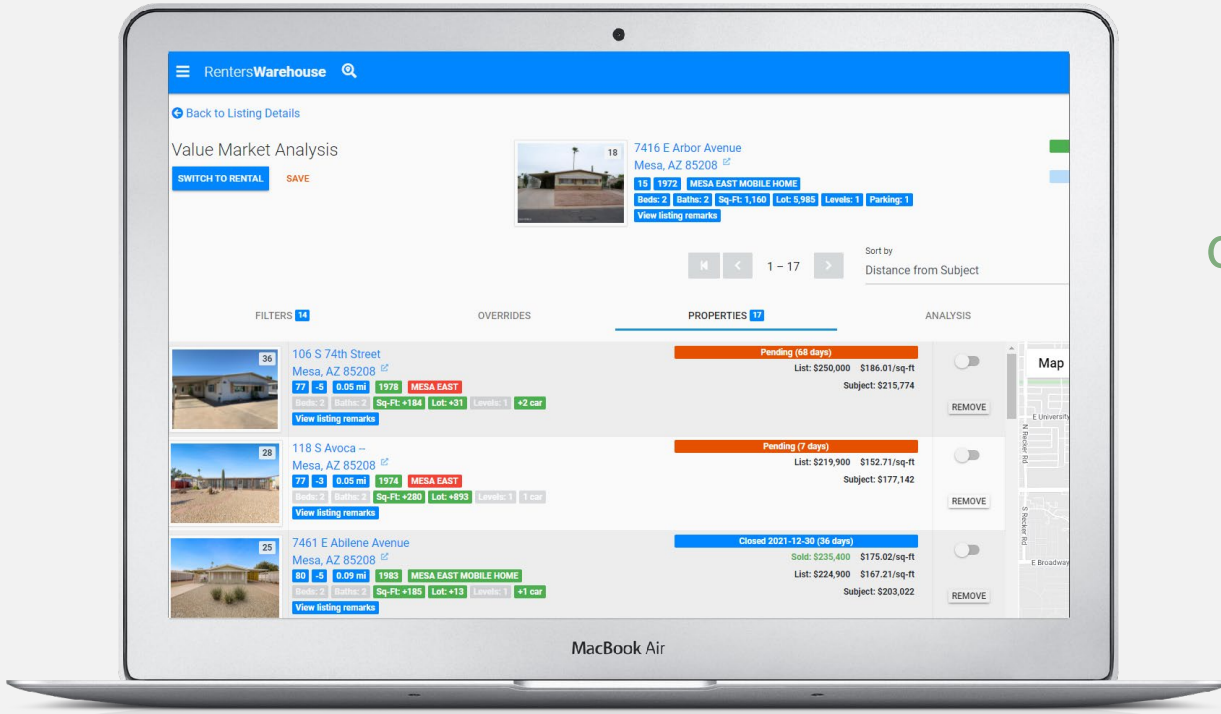 RentersWarehouse
Back to Listing Details
Value Market Analysis
SWITCH TO RENTAL SAVE
18
7416 E Arbor Avenue
Mesa, AZ 85208
15 1972 MESA EAST MOBILE HOME
Beds: 2 Baths: 2 Sq-Ft: 1,160 Lot: 5,985 Levels: 1 Parking: 1
View listing remarks
1 – 17
Sort by
Distance from Subject
FILTERS 14 OVERRIDES PROPERTIES 17 ANALYSIS
36
106 S 74th Street
Mesa, AZ 85208
77 -5 0.05 mi 1978 MESA EAST
Beds: 2 Baths: 2 Sq-Ft: +184 Lot: +31 Levels: 1 +2 car
View listing remarks
Pending (68 days)
List: $250,000 $186.01/sq-ft
Subject: $215,774
REMOVE
28
118 S Avoca --
Mesa, AZ 85208
77 -3 0.05 mi 1974 MESA EAST
Beds: 2 Baths: 2 Sq-Ft: +280 Lot: +893 Levels: 1 1 car
View listing remarks
Pending (7 days)
List: $219,900 $152.71/sq-ft
Subject: $177,142
REMOVE
25
7461 E Abilene Avenue
Mesa, AZ 85208
80 -5 0.09 mi 1983 MESA EAST MOBILE HOME
Beds: 2 Baths: 2 Sq-Ft: +185 Lot: +13 Levels: 1 +1 car
View listing remarks
Closed 2021-12-30 (36 days)
Sold: $235,400 $175.02/sq-ft
List: $224,900 $167.21/sq-ft
Subject: $203,022
REMOVE
Map
E University
N Recker Rd
S Recker Rd
E Broadway
MacBook Air